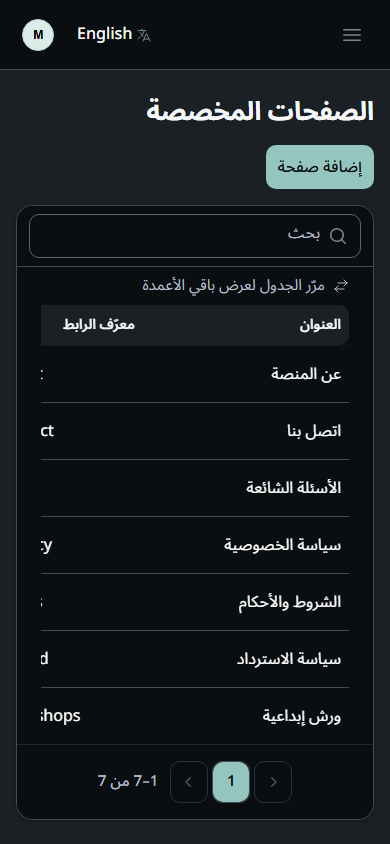 M
English
الصفحات المخصصة
إضافة صفحة
بحث
مرّر الجدول لعرض باقي الأعمدة
العنوان معرّف الرابط
عن المنصة
اتصل بنا ct
الأسئلة الشائعة
سياسة الخصوصية cy
الشروط والأحكام
سياسة الاسترداد d
ورش إبداعية shops
1 1–7 من 7